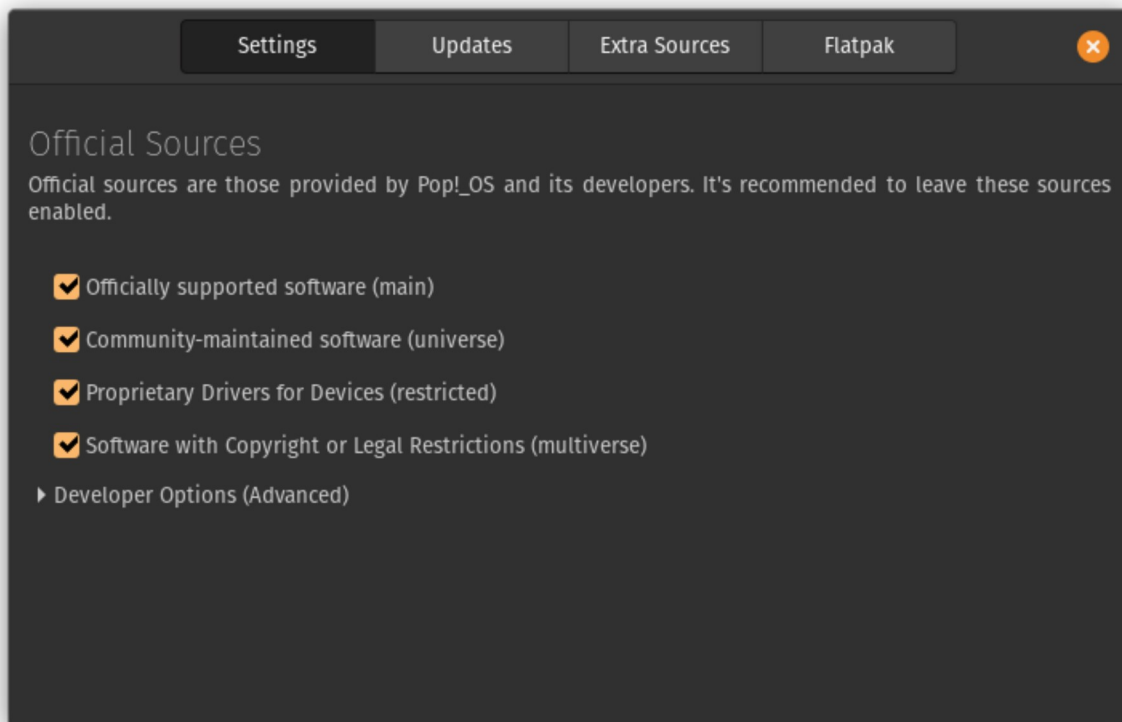 Settings
Updates
Extra Sources
Flatpak
Official Sources
Official sources are those provided by Pop!_OS and its developers. It's recommended to leave these sources
enabled.
Officially supported software (main)
Community-maintained software (universe)
Proprietary Drivers for Devices (restricted)
Software with Copyright or Legal Restrictions (multiverse)
Developer Options (Advanced)